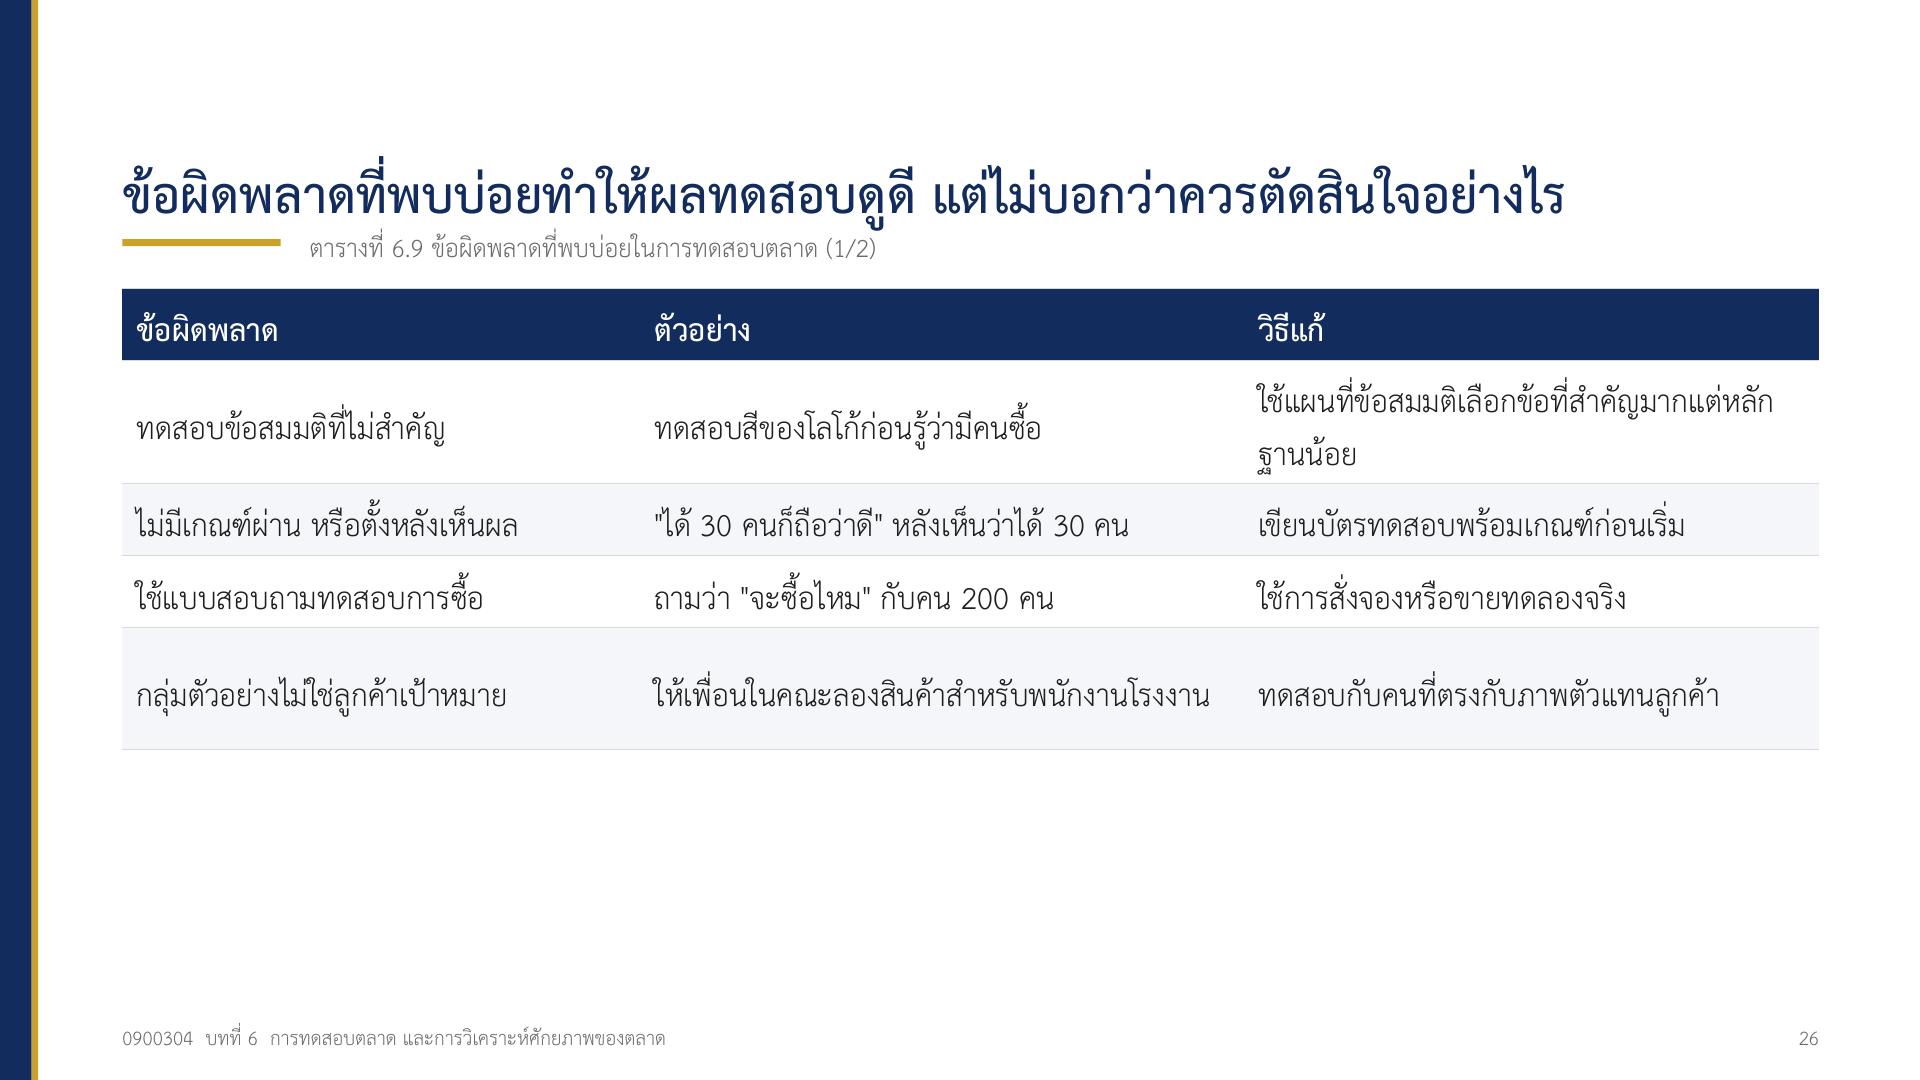 ข้อผิดพลาดที่พบบ่อยทำให้ผลทดสอบดูดี แต่ไม่บอกว่าควรตัดสินใจอย่างไร
ตารางที่ 6.9 ข้อผิดพลาดที่พบบ่อยในการทดสอบตลาด (1/2)
ข้อผิดพลาด ตัวอย่าง วิธีแก้
ทดสอบข้อสมมติที่ไม่สำคัญ ทดสอบสีของโลโก้ก่อนรู้ว่ามีคนซื้อ ใช้แผนที่ข้อสมมติเลือกข้อที่สำคัญมากแต่หลัก
ฐานน้อย
ไม่มีเกณฑ์ผ่าน หรือตั้งหลังเห็นผล "ได้ 30 คนก็ถือว่าดี" หลังเห็นว่าได้ 30 คน เขียนบัตรทดสอบพร้อมเกณฑ์ก่อนเริ่ม
ใช้แบบสอบถามทดสอบการซื้อ ถามว่า "จะซื้อไหม" กับคน 200 คน ใช้การสั่งจองหรือขายทดลองจริง
กลุ่มตัวอย่างไม่ใช่ลูกค้าเป้าหมาย ให้เพื่อนในคณะลองสินค้าสำหรับพนักงานโรงงาน ทดสอบกับคนที่ตรงกับภาพตัวแทนลูกค้า
0900304 บทที่ 6 การทดสอบตลาด และการวิเคราะห์ศักยภาพของตลาด 26